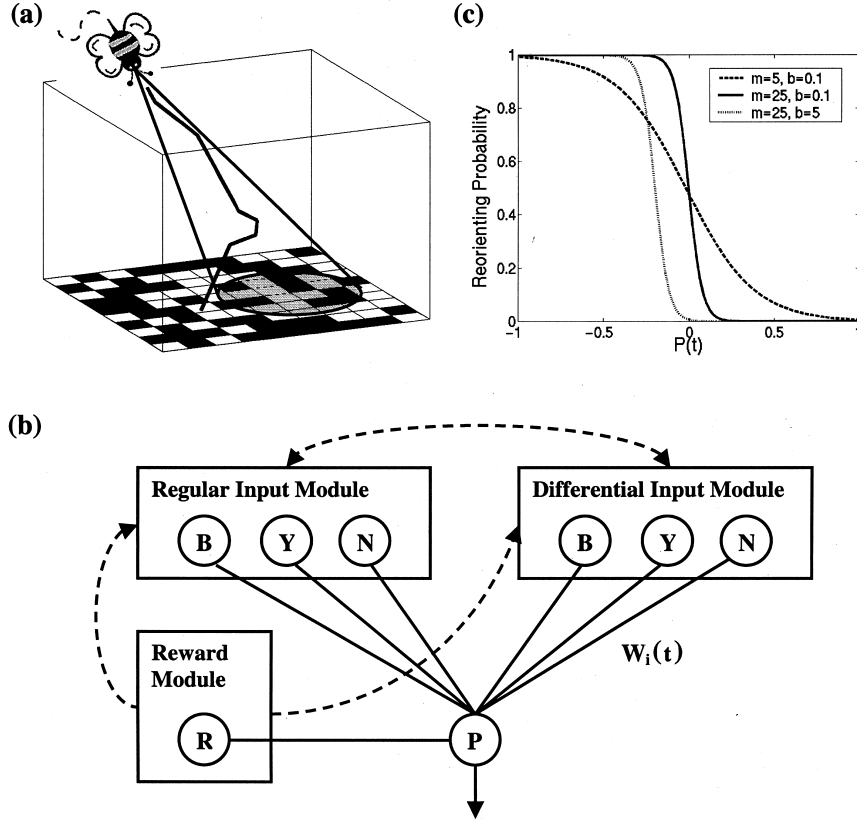 (a)
(c)
Reorienting Probability
1
0.8
0.6
0.4
0.2
0
m=5, b=0.1
m=25, b=0.1
m=25, b=5
−1
−0.5
0
0.5
1
P(t)
(b)
Regular Input Module
B Y N
Differential Input Module
B Y N
Wi(t)
Reward
Module
R
P